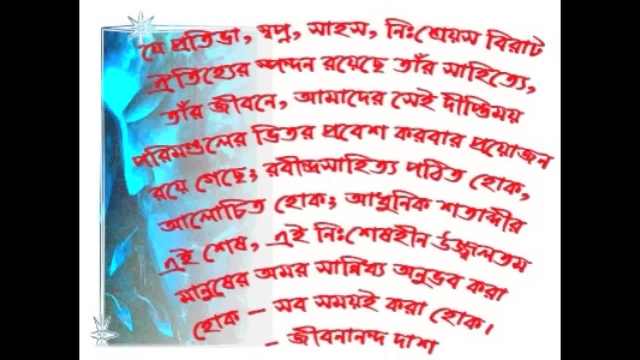 যে প্রতিভা, স্বপ্ন, সাহস, নিঃশ্রেয়স বিরাট
ঐতিহ্যের স্পন্দন রয়েছে তাঁর সাহিত্যে,
তাঁর জীবনে, আমাদের সেই দীপ্তিময়
পরিমণ্ডলের ভিতর প্রবেশ করবার প্রয়োজন
রয়ে গেছে; রবীন্দ্রসাহিত্য পঠিত হোক,
আলোচিত হোক; আধুনিক শতাব্দীর
এই শেষ, এই নিঃশেষহীন উজ্জ্বলতম
মানুষের অমর সান্নিধ্য অনুভব করা
হোক – সব সময়ই করা হোক।
– জীবনানন্দ দাশ